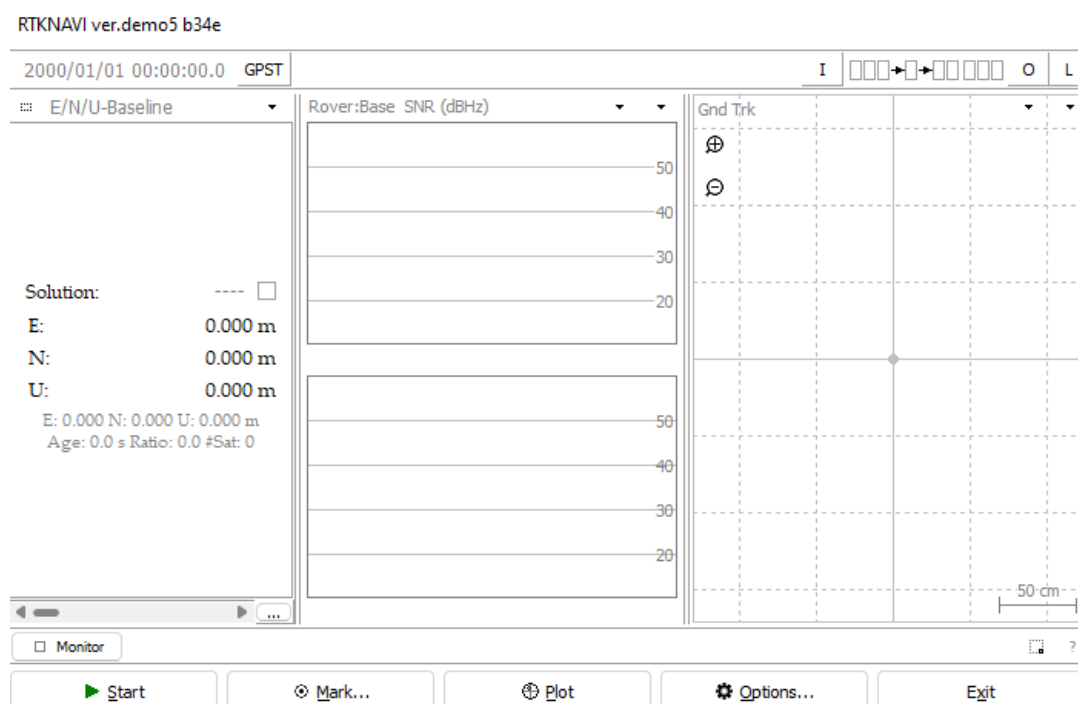 RTKNAVI ver.demo5 b34e
2000/01/01 00:00:00.0 GPST I O L
E/N/U-Baseline
Rover:Base SNR (dBHz)
Gnd Trk
50
40
30
20
Solution: ----
E: 0.000 m
N: 0.000 m
U: 0.000 m
E: 0.000 N: 0.000 U: 0.000 m
Age: 0.0 s Ratio: 0.0 #Sat: 0
50
40
30
20
50 cm
...
Monitor ?
Start Mark... Plot Options... Exit